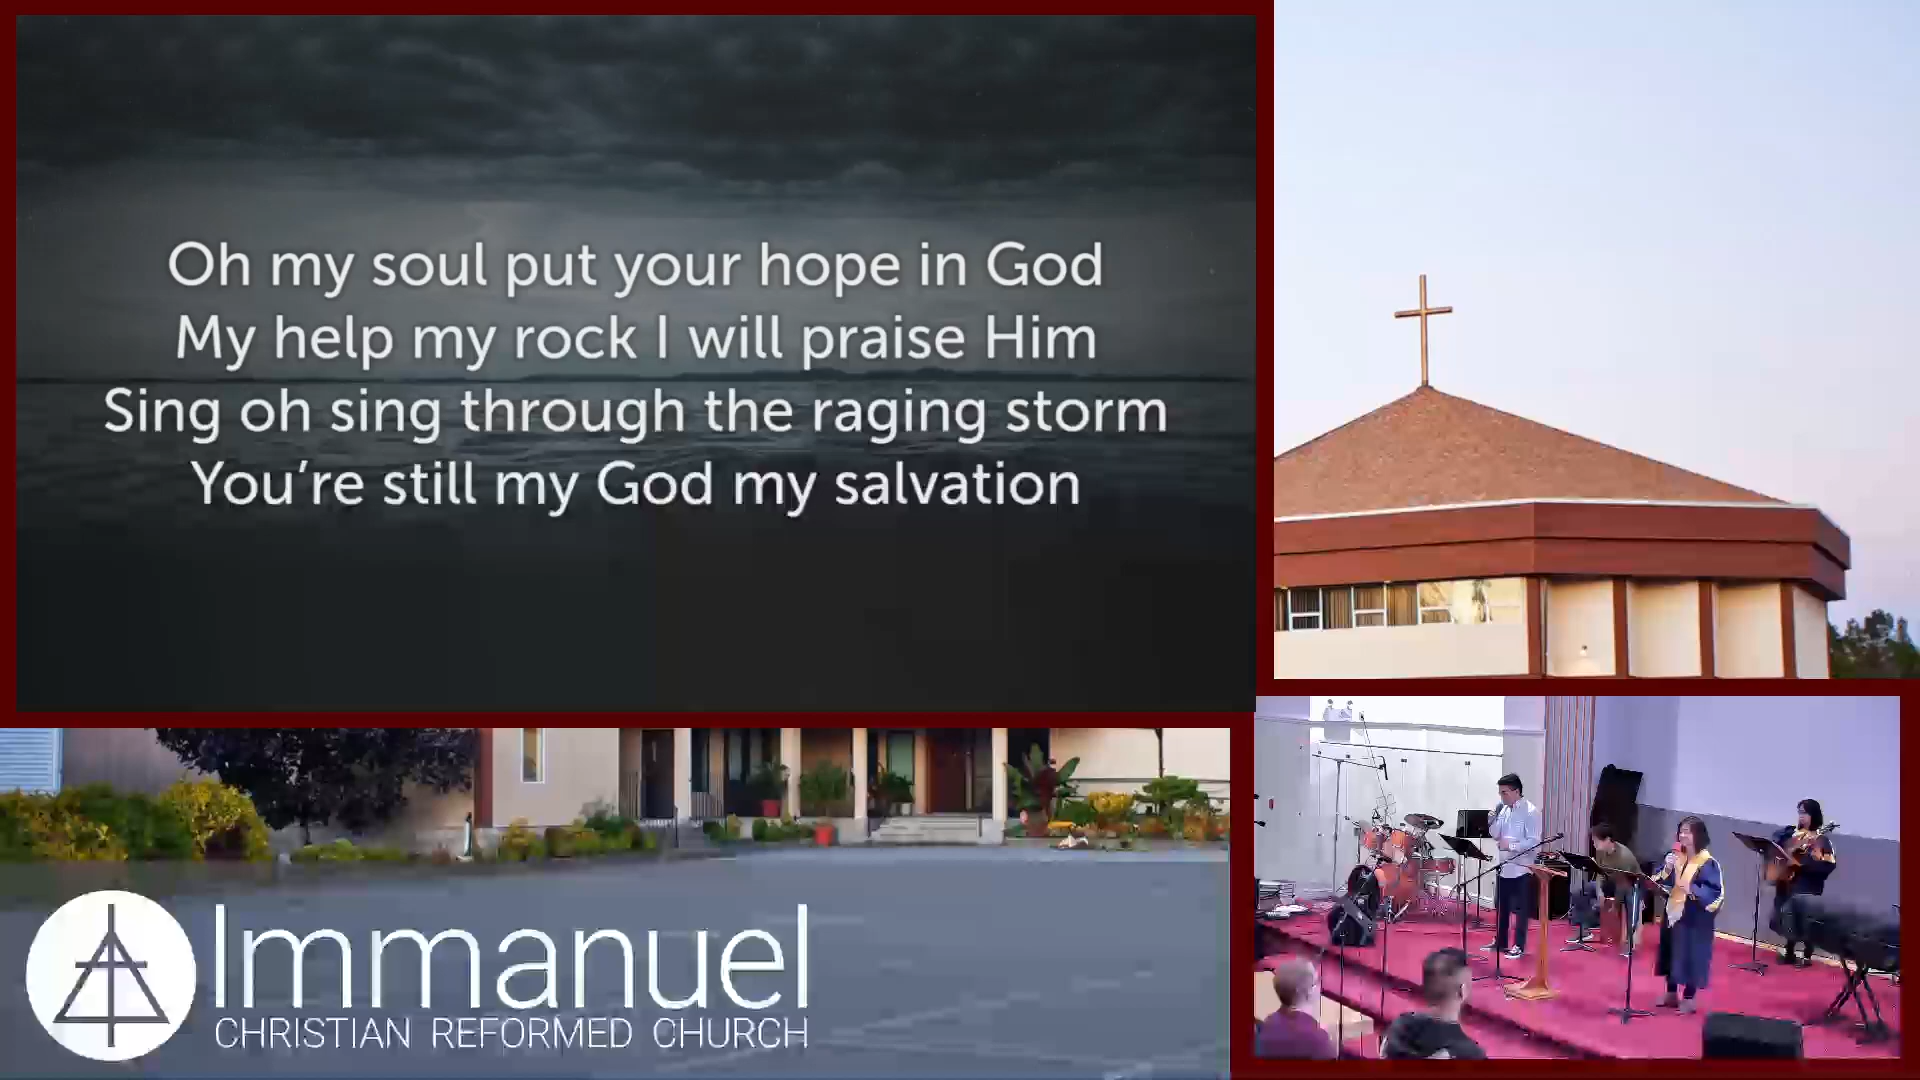 Oh my soul put your hope in God
My help my rock I will praise Him
Sing oh sing through the raging storm
You’re still my God my salvation
Immanuel
CHRISTIAN REFORMED CHURCH